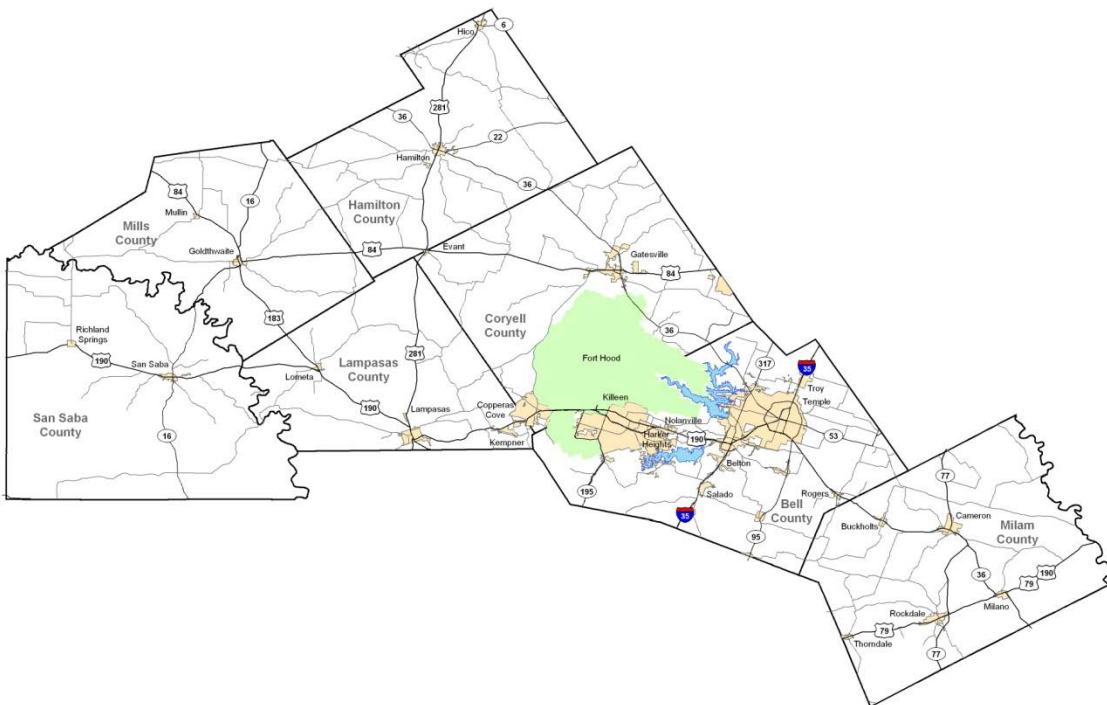 Hico
6
281
36
22
Hamilton
36
84
Mullin
16
Mills
County
Hamilton
County
Goldthwaite
84
Evant
Gatesville
84
183
Coryell
County
Richland
Springs
190
San Saba
Lometa
Lampasas
County
281
Fort Hood
36
317
35
Troy
Temple
San Saba
County
16
190
Lampasas
Copperas
Cove
Kempner
Killeen
Nolanville
Harker
Heights
190
53
Belton
195
Salado
35
Bell
County
95
Rogers
77
Cameron
Buckholts
Milam
County
36
190
79
Milano
Rockdale
79
Thorndale
77